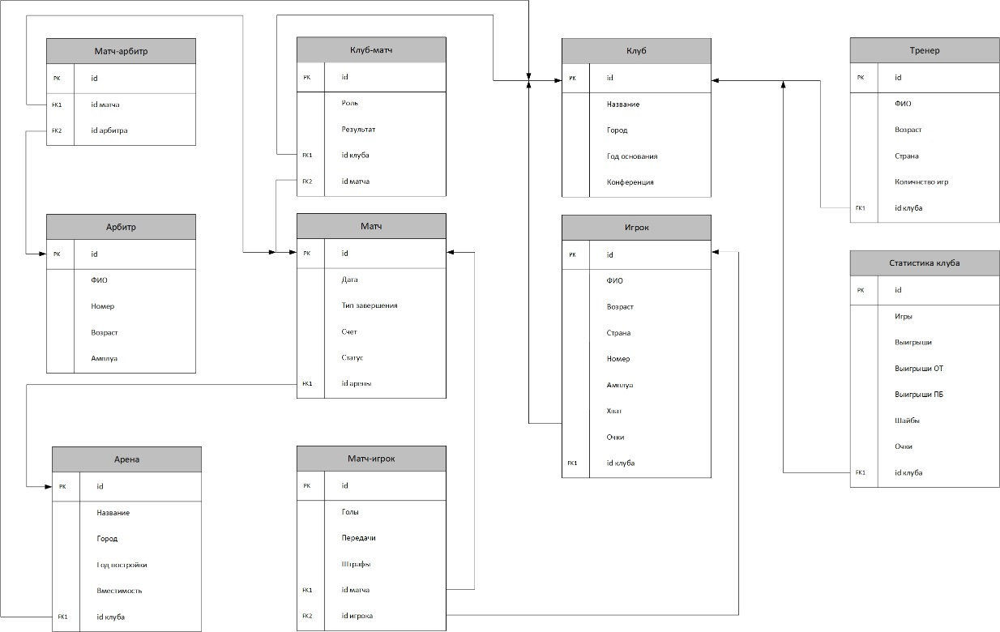 Матч-арбитр
PK id
FK1 id матча
FK2 id арбитра
Клуб-матч
PK id
Роль
Результат
FK1 id клуба
FK2 id матча
Клуб
PK id
Название
Город
Год основания
Конференция
Тренер
PK id
ФИО
Возраст
Страна
Количнство игр
FK1 id клуба
Арбитр
PK id
ФИО
Номер
Возраст
Амплуа
Матч
PK id
Дата
Тип завершения
Счет
Статус
FK1 id арены
Игрок
PK id
ФИО
Возраст
Страна
Номер
Амплуа
Хват
Очки
FK1 id клуба
Статистика клуба
PK id
Игры
Выигрыши
Выигрыши ОТ
Выигрыши ПБ
Шайбы
Очки
FK1 id клуба
Арена
PK id
Название
Город
Год постройки
Вместимость
FK1 id клуба
Матч-игрок
PK id
Голы
Передачи
Штрафы
FK1 id матча
FK2 id игрока